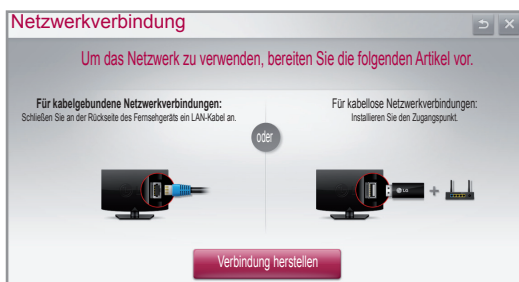 Netzwerkverbindung
Um das Netzwerk zu verwenden, bereiten Sie die folgenden Artikel vor.
Für kabelgebundene Netzwerkverbindungen:
Schließen Sie an der Rückseite des Fernsehgeräts ein LAN-Kabel an.
oder
Für kabellose Netzwerkverbindungen:
Installieren Sie den Zugangspunkt.
LG
Verbindung herstellen